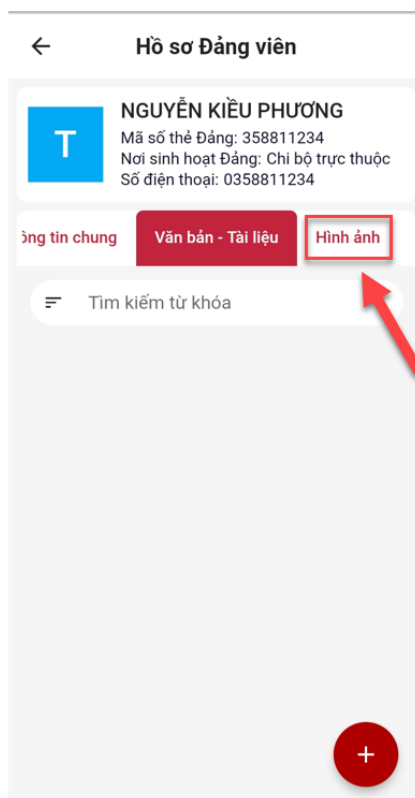 Hồ sơ Đảng viên
NGUYỄN KIỀU PHƯƠNG
T
Mã số thẻ Đảng: 358811234
Nơi sinh hoạt Đảng: Chi bộ trực thuộc
Số điện thoại: 0358811234
ông tin chung Văn bản - Tài liệu Hình ảnh
Tìm kiếm từ khóa
+